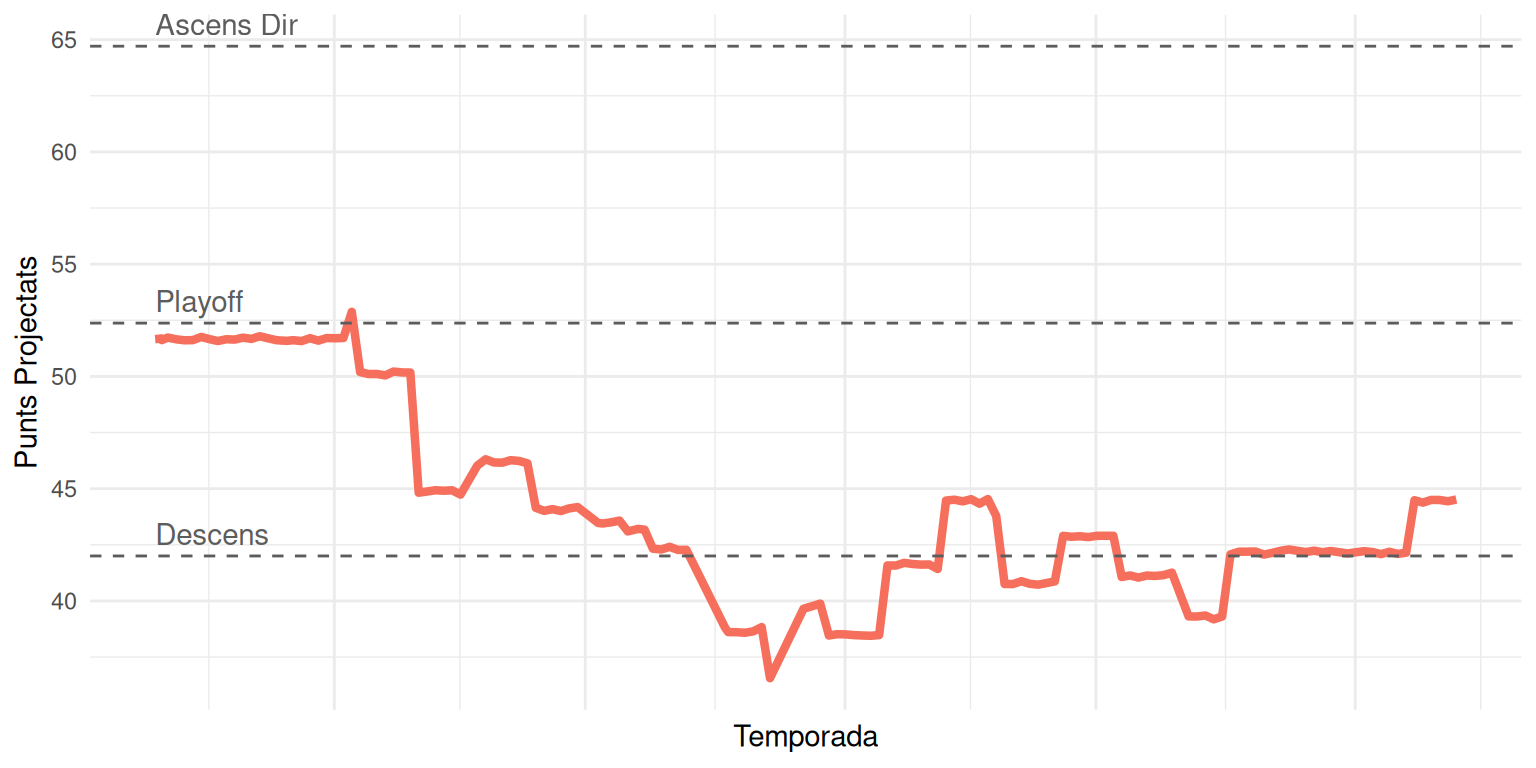 Ascens Dir
65
60
55
Playoff
50
45
Descens
40
Punts Projectats
Temporada